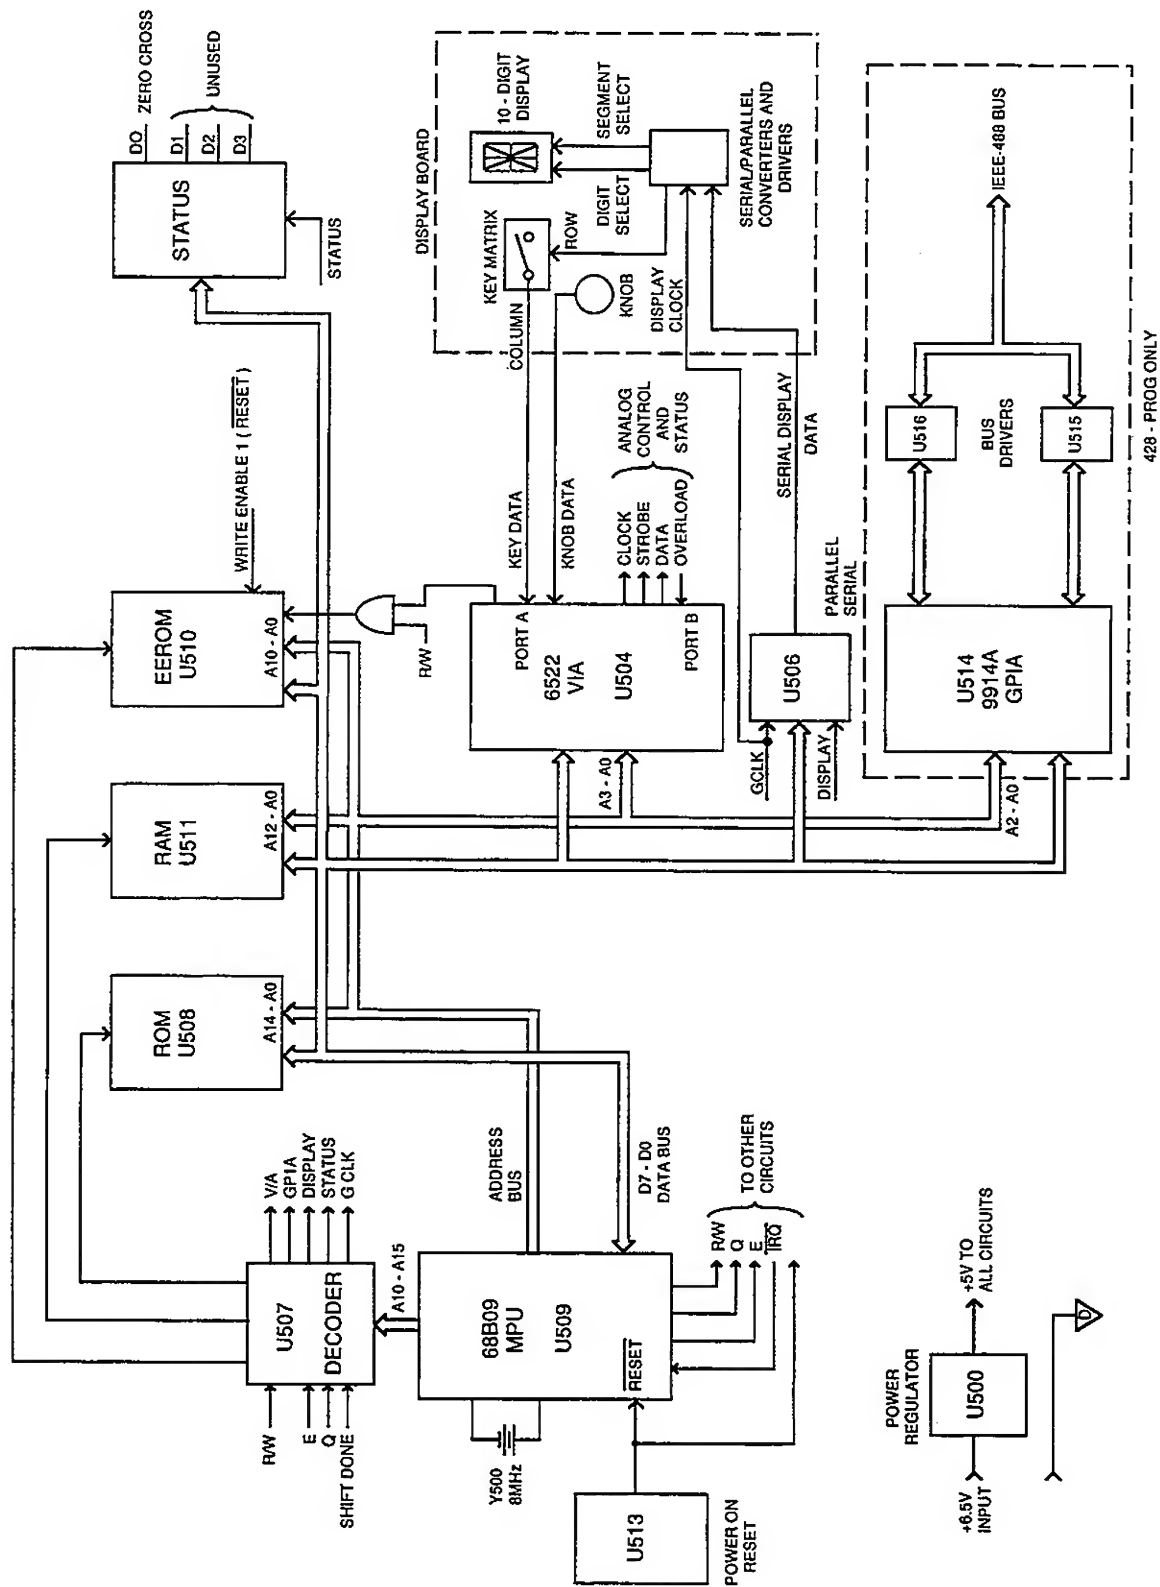 U507
DECODER
R/W
E
Q
SHIFT DONE
V/A
GPIA
DISPLAY
STATUS
G CLK
A10 - A15
68B09
MPU
U509
RESET
Y500
8MHz
U513
POWER ON
RESET
R/W
Q
E
IRQ
TO OTHER
CIRCUITS
ADDRESS
BUS
D7 - D0
DATA BUS
POWER
REGULATOR
U500
+6.5V
INPUT
+5V TO
ALL CIRCUITS
D
ROM
U508
A14 - A0
RAM
U511
A12 - A0
EEROM
U510
A10 - A0
WRITE ENABLE 1 ( RESET )
R/W
STATUS
STATUS
DO
ZERO CROSS
D1
D2
D3
UNUSED
PORT A
6522
VIA
U504
PORT B
A3 - A0
KEY DATA
KNOB DATA
CLOCK
STROBE
DATA
OVERLOAD
ANALOG
CONTROL
AND
STATUS
GCLK
DISPLAY
U506
PARALLEL
SERIAL
SERIAL DISPLAY
DATA
DISPLAY BOARD
COLUMN
KEY MATRIX
ROW
KNOB
DISPLAY
CLOCK
10 - DIGIT
DISPLAY
DIGIT
SELECT
SEGMENT
SELECT
SERIAL/PARALLEL
CONVERTERS AND
DRIVERS
A2 - A0
U514
9914A
GPIA
U516
BUS
DRIVERS
U515
IEEE-488 BUS
428 - PROG ONLY